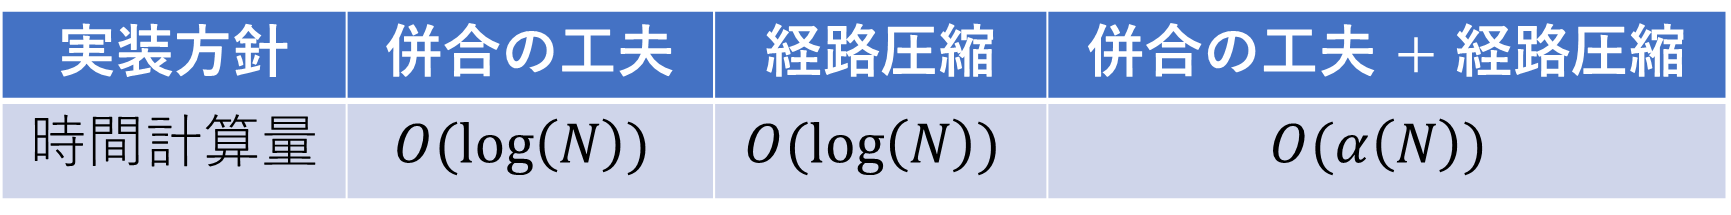 実装方針 併合の工夫 経路圧縮 併合の工夫 + 経路圧縮
時間計算量 O(log(N)) O(log(N)) O(α(N))